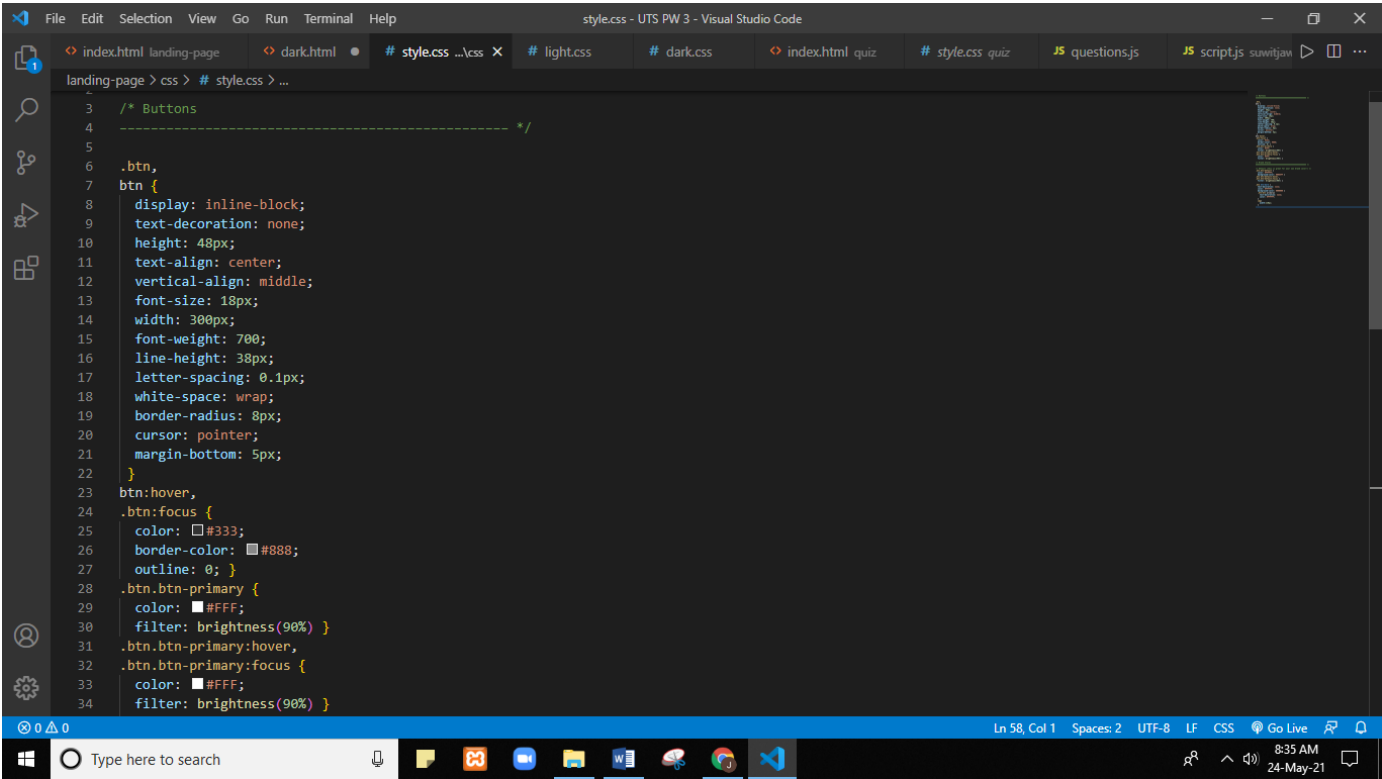 File Edit Selection View Go Run Terminal Help style.css - UTS PW 3 - Visual Studio Code
index.html landing-page dark.html style.css ...\css light.css dark.css index.html quiz style.css quiz JS questions.js JS script.js suwitjaw
landing-page > css > # style.css > ...
2
3 /* Buttons
4 -------------------------------------------------- */
5
6 .btn,
7 btn {
8 display: inline-block;
9 text-decoration: none;
10 height: 48px;
11 text-align: center;
12 vertical-align: middle;
13 font-size: 18px;
14 width: 300px;
15 font-weight: 700;
16 line-height: 38px;
17 letter-spacing: 0.1px;
18 white-space: wrap;
19 border-radius: 8px;
20 cursor: pointer;
21 margin-bottom: 5px;
22 }
23 btn:hover,
24 .btn:focus {
25 color: #333;
26 border-color: #888;
27 outline: 0; }
28 .btn.btn-primary {
29 color: #FFF;
30 filter: brightness(90%) }
31 .btn.btn-primary:hover,
32 .btn.btn-primary:focus {
33 color: #FFF;
34 filter: brightness(90%) }
1
0 0 Ln 58, Col 1 Spaces: 2 UTF-8 LF CSS Go Live
Type here to search
8:35 AM
24-May-21